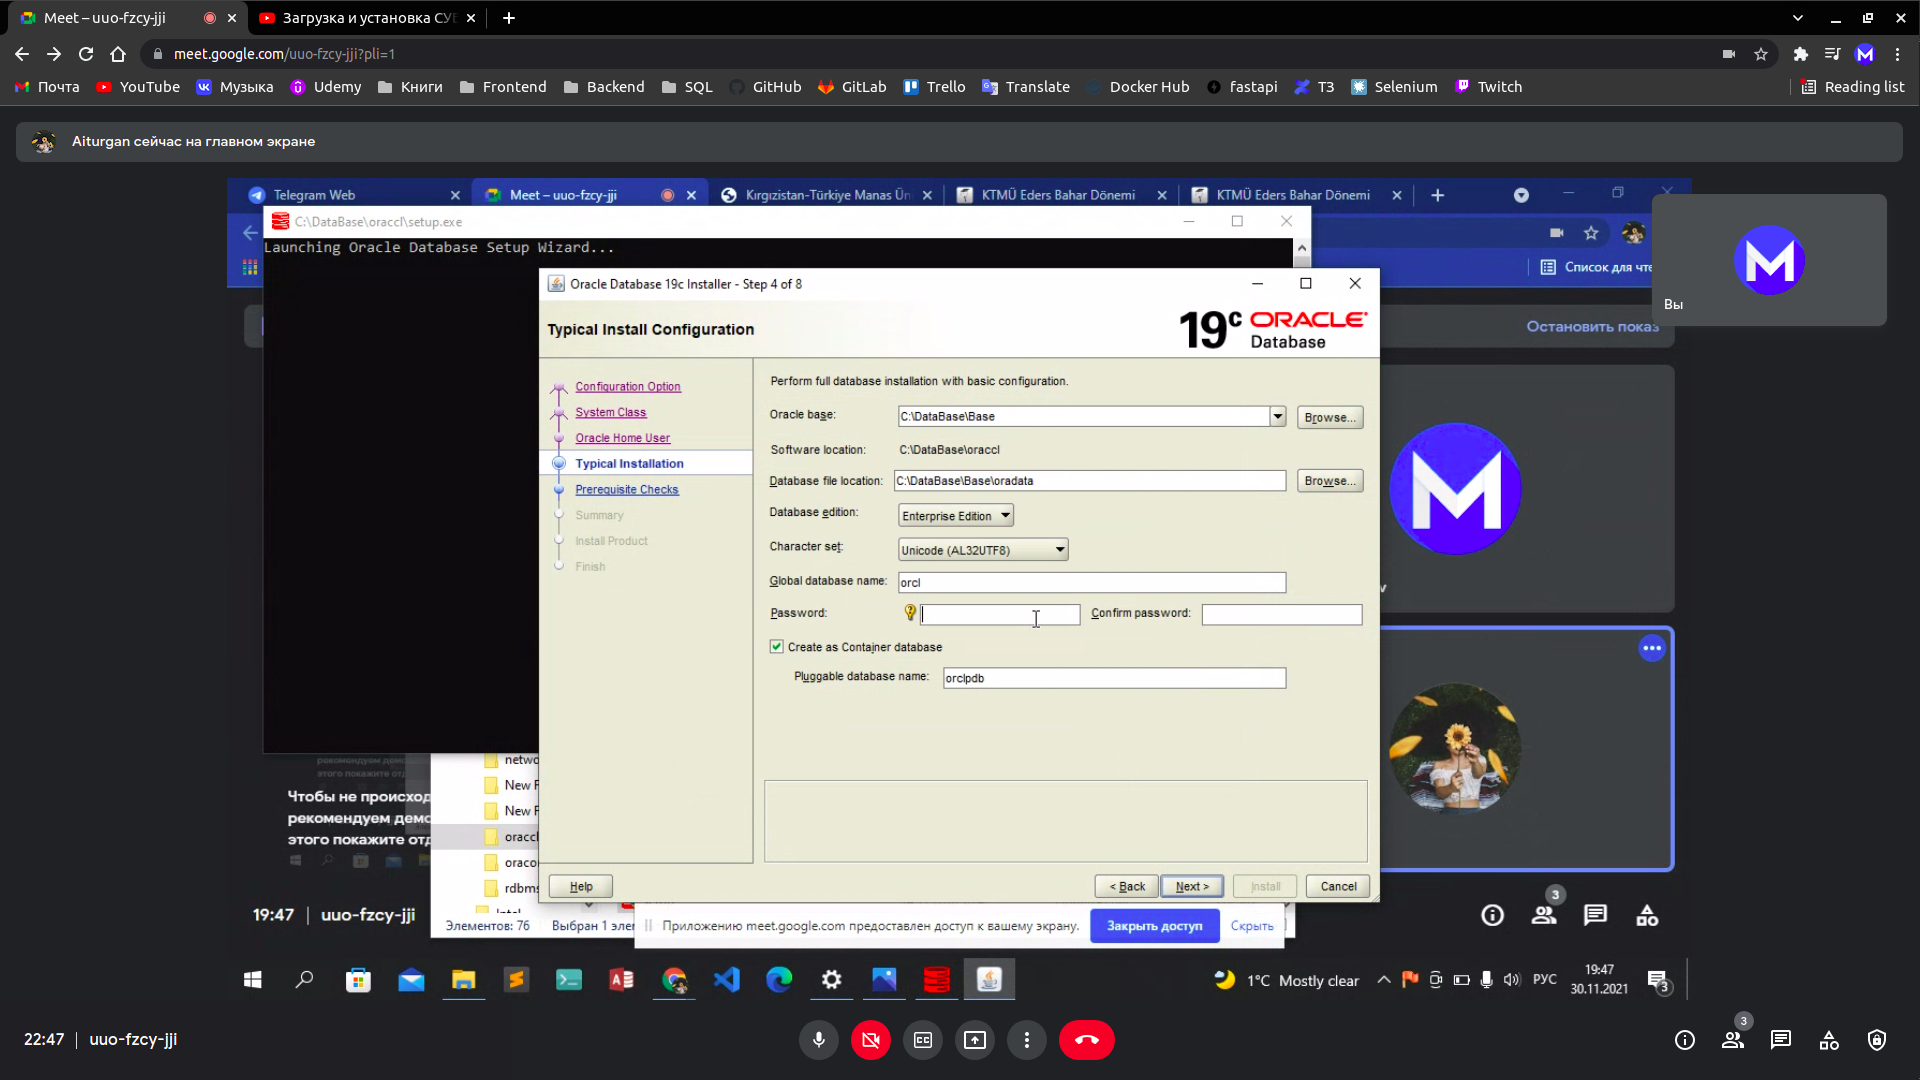 Meet – uuo-fzcy-jji
Загрузка и установка СУБ
meet.google.com/uuo-fzcy-jji?pli=1
Почта
YouTube
Музыка
Udemy
Книги
Frontend
Backend
SQL
GitHub
GitLab
Trello
Translate
Docker Hub
fastapi
ТЗ
Selenium
Twitch
Reading list
Aiturgan сейчас на главном экране
Telegram Web
Meet – uuo-fzcy-jji
Kırgızistan-Türkiye Manas Ün
KTMÜ Eders Bahar Dönemi
KTMÜ Eders Bahar Dönemi
C:\DataBase\oraccl\setup.exe
Launching Oracle Database Setup Wizard...
Список для чте
Вы
Остановить показ
Oracle Database 19c Installer - Step 4 of 8
Typical Install Configuration
19c ORACLE
Database
Configuration Option
System Class
Oracle Home User
Typical Installation
Prerequisite Checks
Summary
Install Product
Finish
Perform full database installation with basic configuration.
Oracle base:
C:\DataBase\Base
Browse...
Software location:
C:\DataBase\oraccl
Database file location:
C:\DataBase\Base\oradata
Browse...
Database edition:
Enterprise Edition
Character set:
Unicode (AL32UTF8)
Global database name:
orcl
Password:
Confirm password:
Create as Container database
Pluggable database name:
orclpdb
Help
< Back
Next >
Install
Cancel
netwo
New F
New F
oraccl
oraco
rdbms
Intel
Чтобы не происход
рекомендуем демо
этого покажите отд
19:47
uuo-fzcy-jji
Элементов: 76
Выбран 1 элем
Приложению meet.google.com предоставлен доступ к вашему экрану.
Закрыть доступ
Скрыть
3
1°C Mostly clear
РУС
19:47
30.11.2021
3
22:47
uuo-fzcy-jji
3